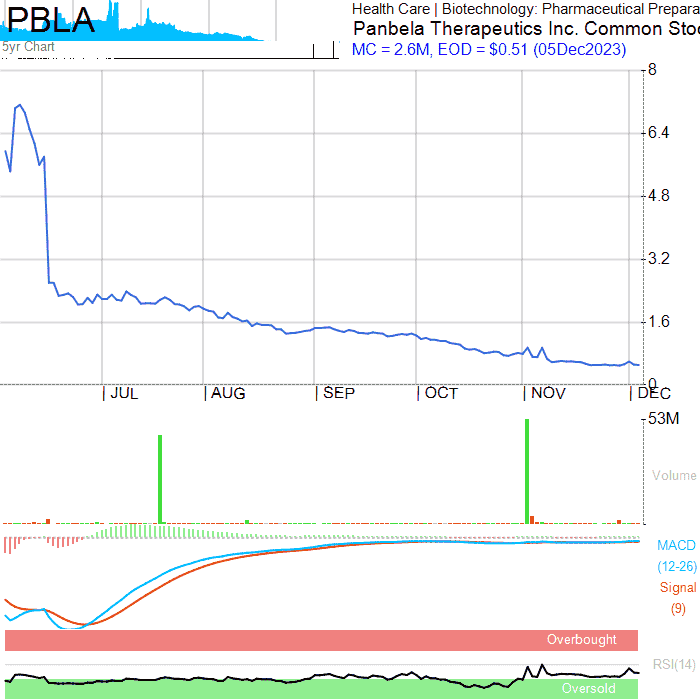 PBLA
Health Care | Biotechnology: Pharmaceutical Prepara
Panbela Therapeutics Inc. Common Stoc
5yr Chart
MC = 2.6M, EOD = $0.51 (05Dec2023)
8
6.4
4.8
3.2
1.6
0
JUL AUG SEP OCT NOV DEC
53M
Volume
MACD
(12-26)
Signal
(9)
Overbought
RSI(14)
Oversold